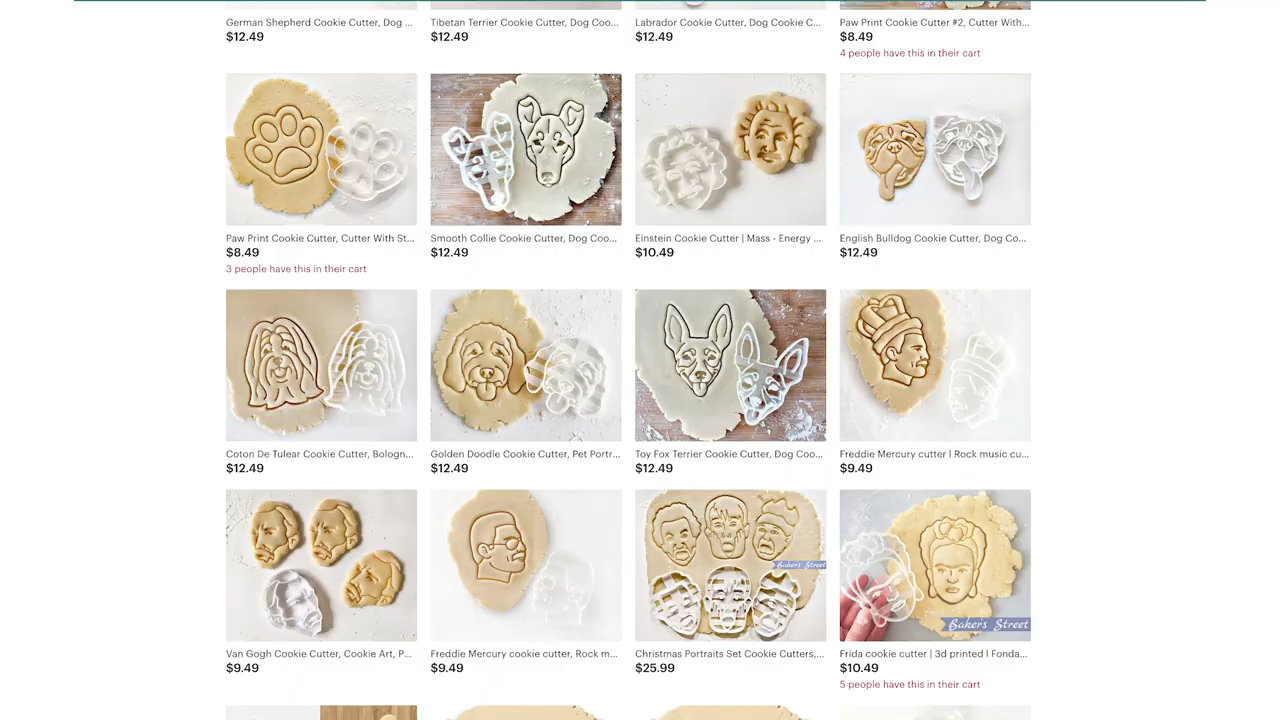 German Shepherd Cookie Cutter, Dog ...
Tibetan Terrier Cookie Cutter, Dog Coo...
Labrador Cookie Cutter, Dog Cookie C...
Paw Print Cookie Cutter #2, Cutter With...
$12.49
$12.49
$12.49
$8.49
4 people have this in their cart
Paw Print Cookie Cutter, Cutter With St...
Smooth Collie Cookie Cutter, Dog Coo...
Einstein Cookie Cutter | Mass - Energy ...
English Bulldog Cookie Cutter, Dog Co...
$8.49
$12.49
$10.49
$12.49
3 people have this in their cart
Coton De Tulear Cookie Cutter, Bologn...
Golden Doodle Cookie Cutter, Pet Portr...
Toy Fox Terrier Cookie Cutter, Dog Coo...
Freddie Mercury cutter l Rock music cu...
$12.49
$12.49
$12.49
$9.49
Baker's Street
Baker's Street
Van Gogh Cookie Cutter, Cookie Art, P...
Freddie Mercury cookie cutter, Rock m...
Christmas Portraits Set Cookie Cutters,...
Frida cookie cutter | 3d printed l Fonda...
$9.49
$9.49
$25.99
$10.49
5 people have this in their cart